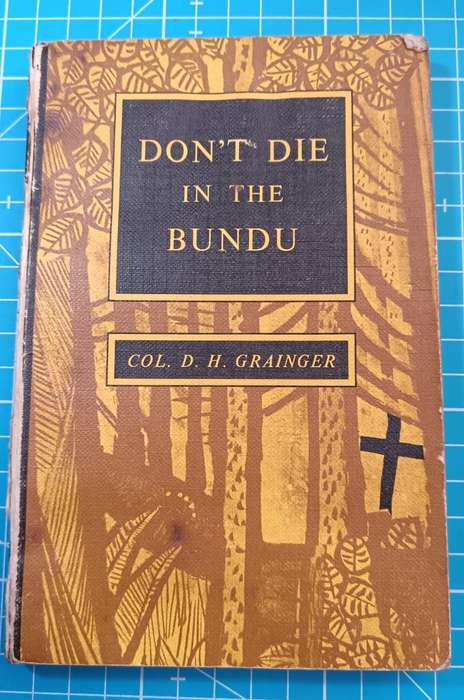 DON'T DIE
IN THE
BUNDU
COL. D. H. GRAINGER